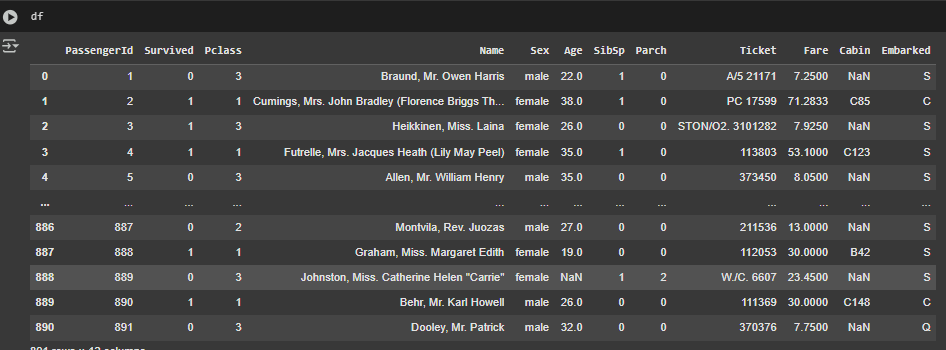 df
PassengerId Survived Pclass Name Sex Age SibSp Parch Ticket Fare Cabin Embarked
0 1 0 3 Braund, Mr. Owen Harris male 22.0 1 0 A/5 21171 7.2500 NaN S
1 2 1 1 Cumings, Mrs. John Bradley (Florence Briggs Th... female 38.0 1 0 PC 17599 71.2833 C85 C
2 3 1 3 Heikkinen, Miss. Laina female 26.0 0 0 STON/O2. 3101282 7.9250 NaN S
3 4 1 1 Futrelle, Mrs. Jacques Heath (Lily May Peel) female 35.0 1 0 113803 53.1000 C123 S
4 5 0 3 Allen, Mr. William Henry male 35.0 0 0 373450 8.0500 NaN S
... ... ... ... ... ... ... ... ... ... ... ... ...
886 887 0 2 Montvila, Rev. Juozas male 27.0 0 0 211536 13.0000 NaN S
887 888 1 1 Graham, Miss. Margaret Edith female 19.0 0 0 112053 30.0000 B42 S
888 889 0 3 Johnston, Miss. Catherine Helen "Carrie" female NaN 1 2 W./C. 6607 23.4500 NaN S
889 890 1 1 Behr, Mr. Karl Howell male 26.0 0 0 111369 30.0000 C148 C
890 891 0 3 Dooley, Mr. Patrick male 32.0 0 0 370376 7.7500 NaN Q
891 rows x 12 columns